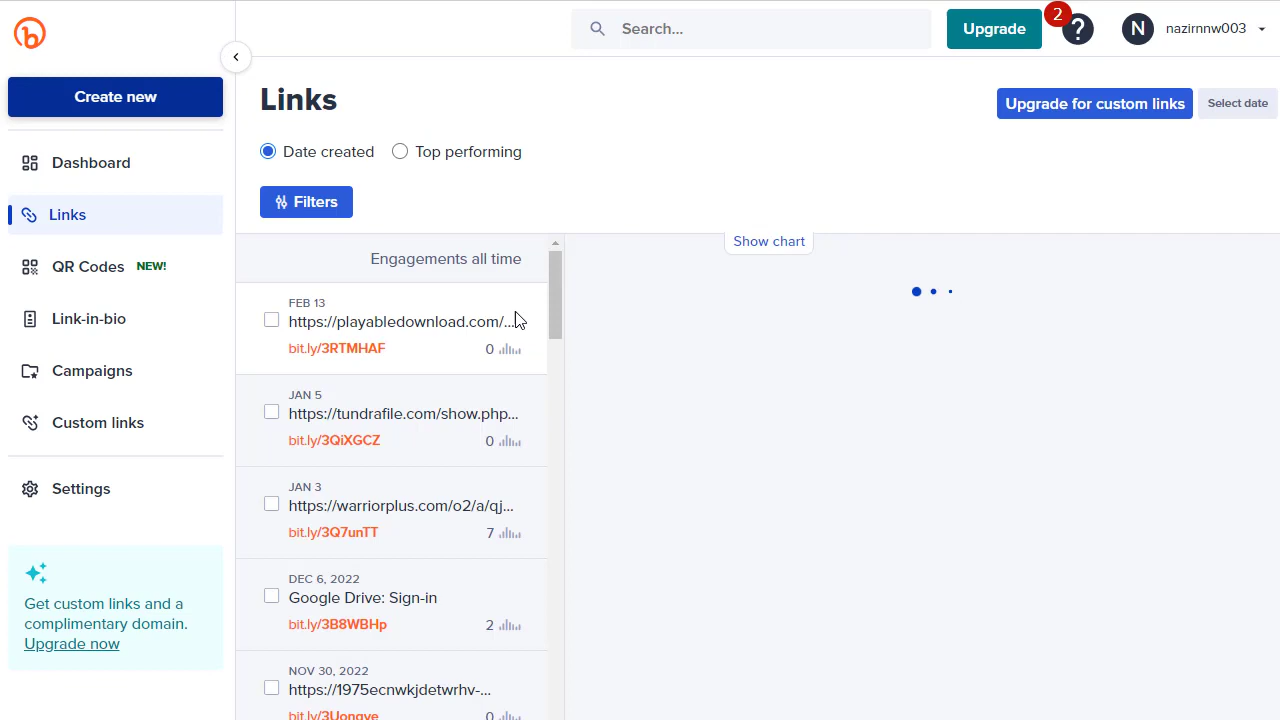 b
Search...
Upgrade
2
?
N
nazirnnw003
Create new
Dashboard
Links
QR Codes NEW!
Link-in-bio
Campaigns
Custom links
Settings
Get custom links and a
complimentary domain.
Upgrade now
Links
Upgrade for custom links
Select date
Date created
Top performing
Filters
Show chart
Engagements all time
FEB 13
https://playabledownload.com/...
bit.ly/3RTMHAF 0
JAN 5
https://tundrafile.com/show.php...
bit.ly/3QiXGCZ 0
JAN 3
https://warriorplus.com/o2/a/qj...
bit.ly/3Q7unTT 7
DEC 6, 2022
Google Drive: Sign-in
bit.ly/3B8WBHp 2
NOV 30, 2022
https://1975ecnwkjdetwrhv-...
bit.ly/3Uongye 0